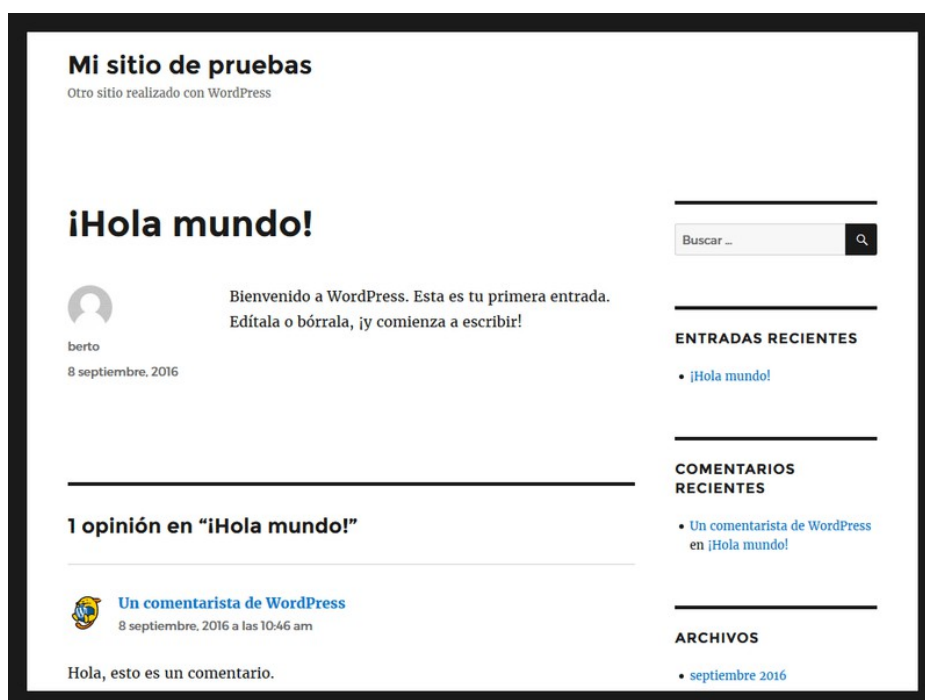 Mi sitio de pruebas
Otro sitio realizado con WordPress
¡Hola mundo!
berto
8 septiembre, 2016
Bienvenido a WordPress. Esta es tu primera entrada.
Edítala o bórrala, ¡y comienza a escribir!
1 opinión en “¡Hola mundo!”
Un comentarista de WordPress
8 septiembre, 2016 a las 10:46 am
Hola, esto es un comentario.
Buscar ...
ENTRADAS RECIENTES
• ¡Hola mundo!
COMENTARIOS
RECIENTES
• Un comentarista de WordPress
en ¡Hola mundo!
ARCHIVOS
• septiembre 2016